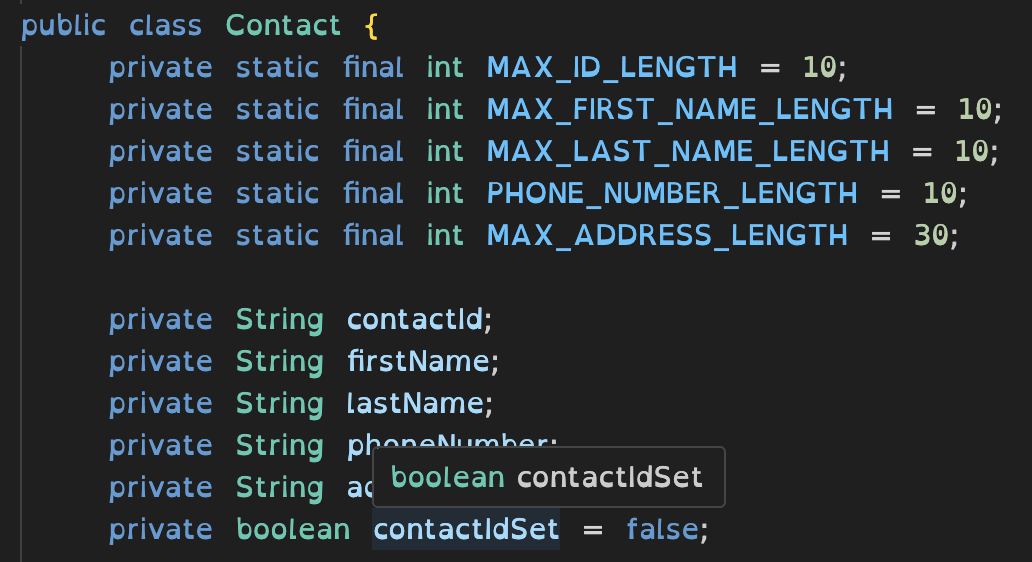 public class Contact {
private static final int MAX_ID_LENGTH = 10;
private static final int MAX_FIRST_NAME_LENGTH = 10;
private static final int MAX_LAST_NAME_LENGTH = 10;
private static final int PHONE_NUMBER_LENGTH = 10;
private static final int MAX_ADDRESS_LENGTH = 30;
private String contactId;
private String firstName;
private String lastName;
private String phoneNumber;
boolean contactIdSet
private String
private boolean contactIdSet = false;